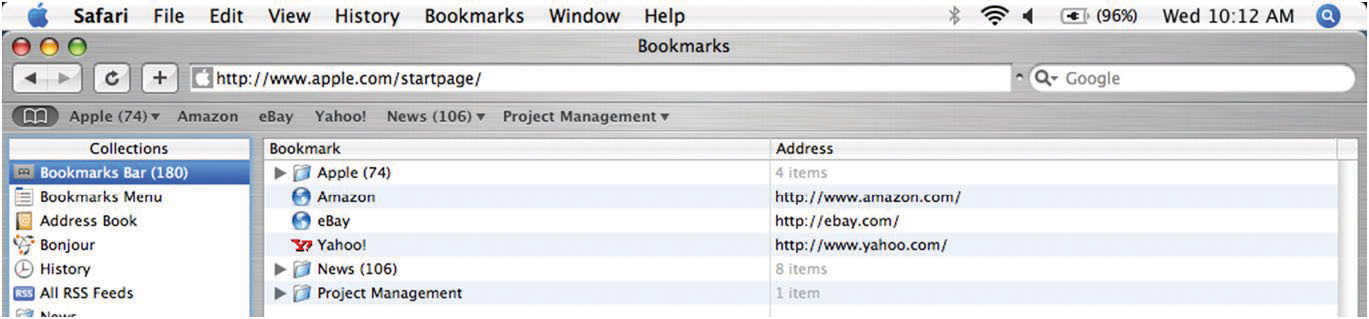 Safari File Edit View History Bookmarks Window Help (96%) Wed 10:12 AM
Bookmarks
http://www.apple.com/startpage/ Google
Apple (74) Amazon eBay Yahoo! News (106) Project Management
Collections Bookmark Address
Bookmarks Bar (180) Apple (74) 4 items
Bookmarks Menu Amazon http://www.amazon.com/
Address Book eBay http://ebay.com/
Bonjour Y! Yahoo! http://www.yahoo.com/
History News (106) 8 items
RSS All RSS Feeds Project Management 1 item
News